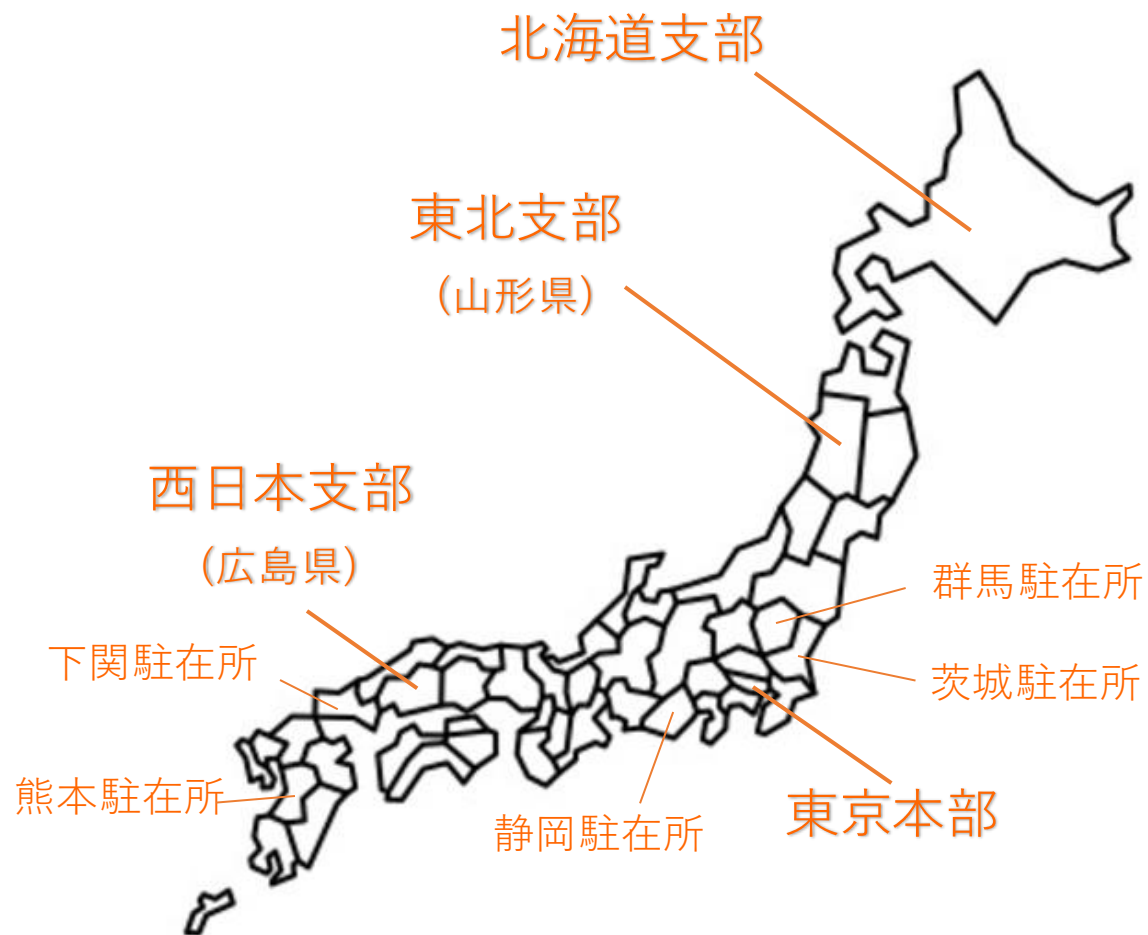 北海道支部
東北支部
（山形県）
西日本支部
（広島県）
群馬駐在所
下関駐在所
茨城駐在所
熊本駐在所
静岡駐在所
東京本部